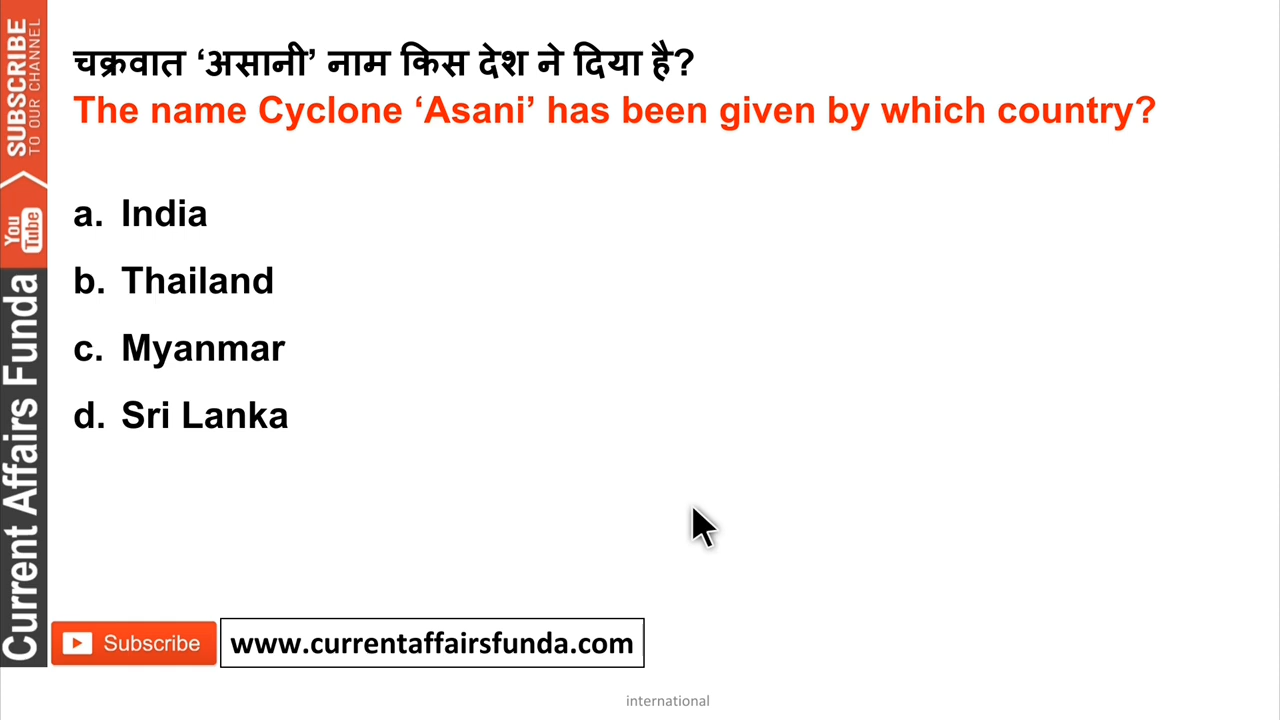 चक्रवात ‘असानी’ नाम किस देश ने दिया है?
The name Cyclone ‘Asani’ has been given by which country?
a. India
b. Thailand
c. Myanmar
d. Sri Lanka
SUBSCRIBE
TO OUR CHANNEL
You Tube
Current Affairs Funda
Subscribe
www.currentaffairsfunda.com
international